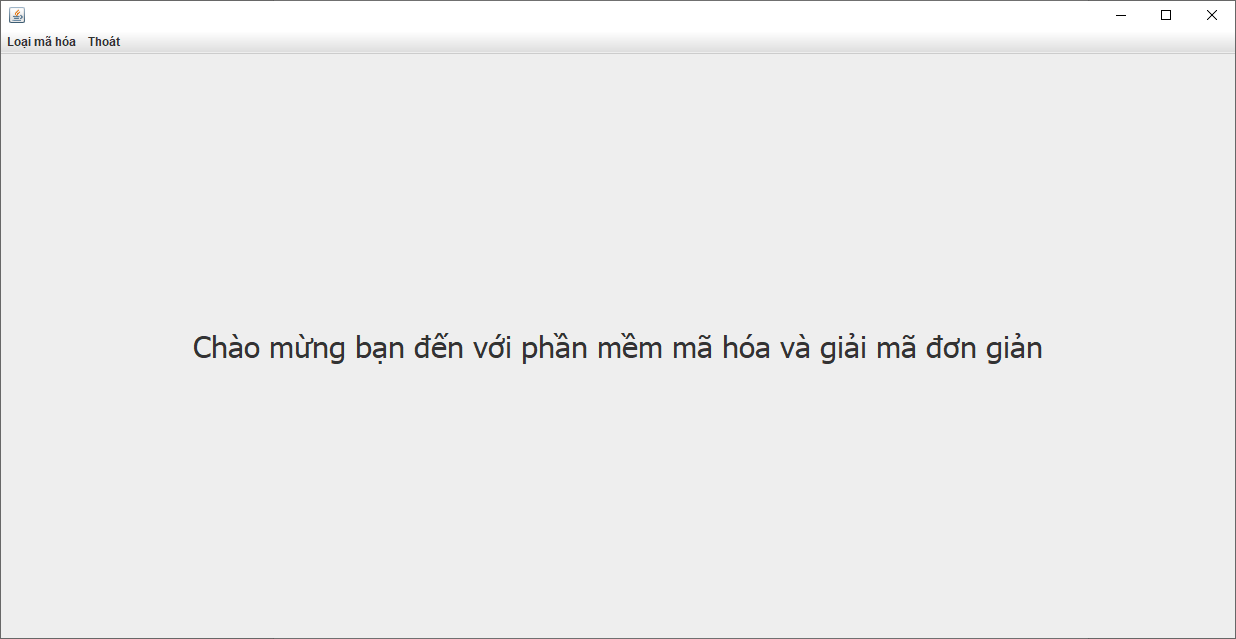 Loại mã hóa Thoát
Chào mừng bạn đến với phần mềm mã hóa và giải mã đơn giản